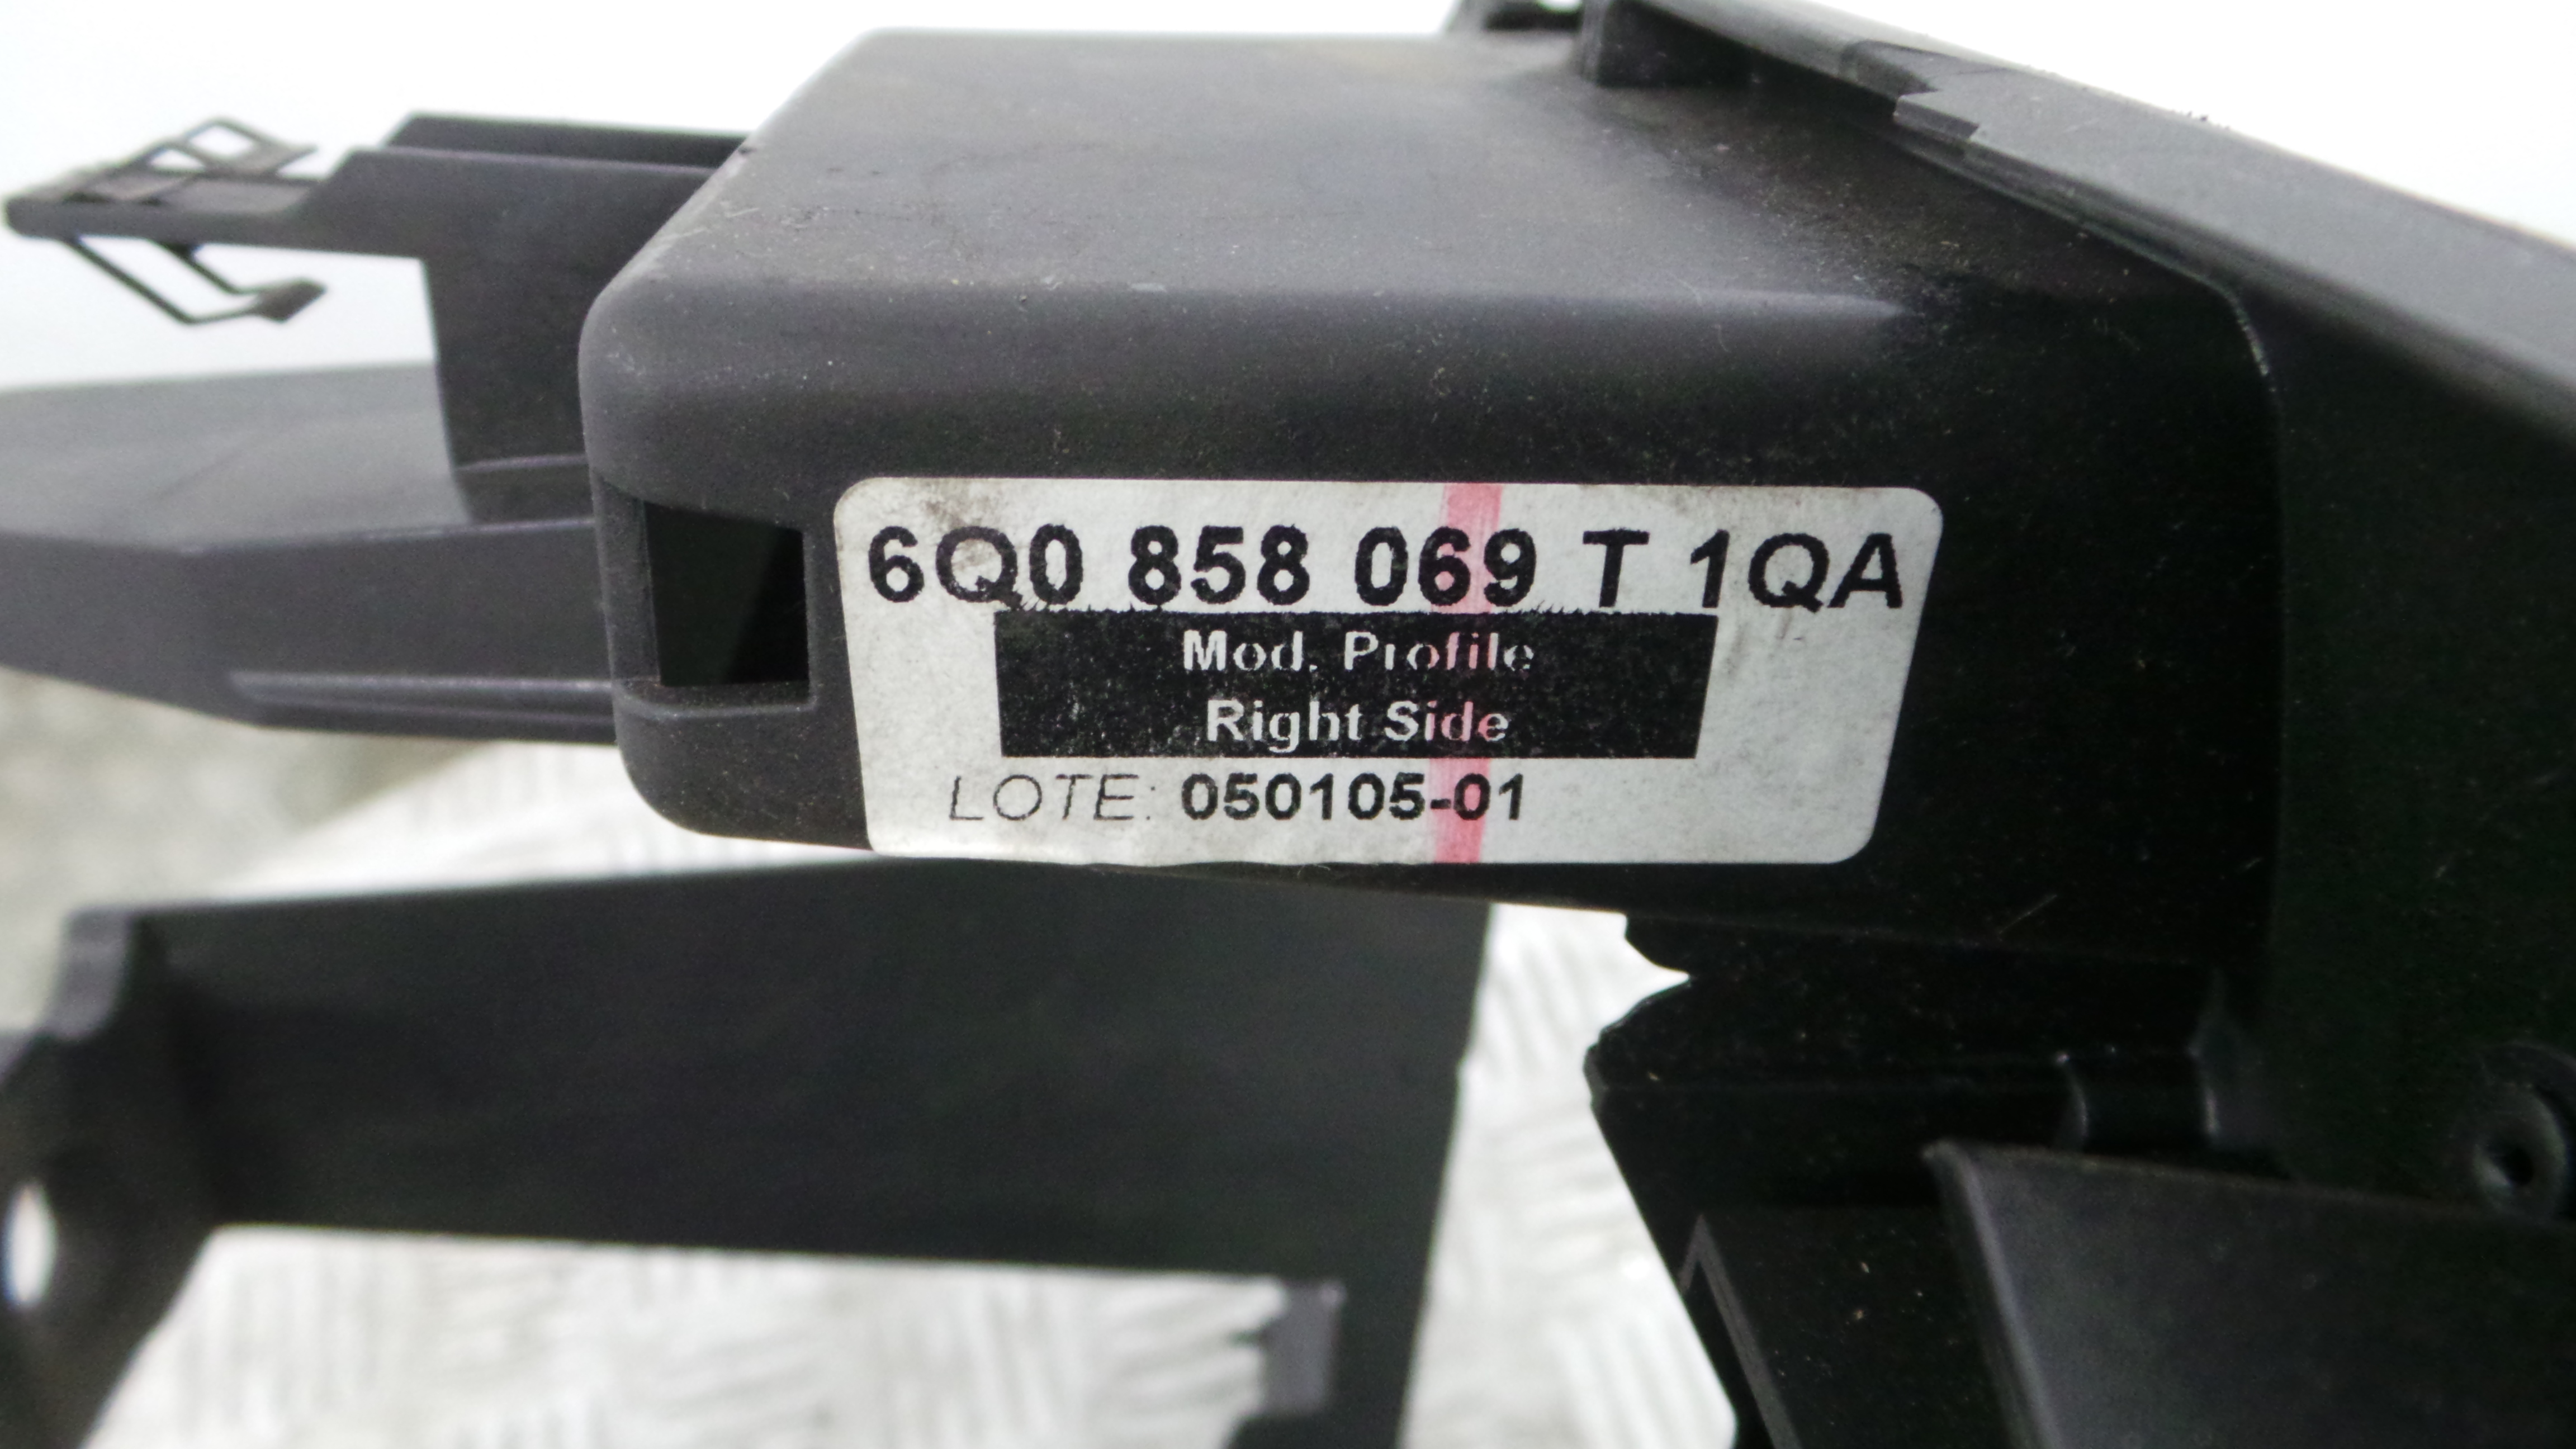 6Q0 858 069 T 1QA
Mod. Profile
Right Side
LOTE: 050105-01